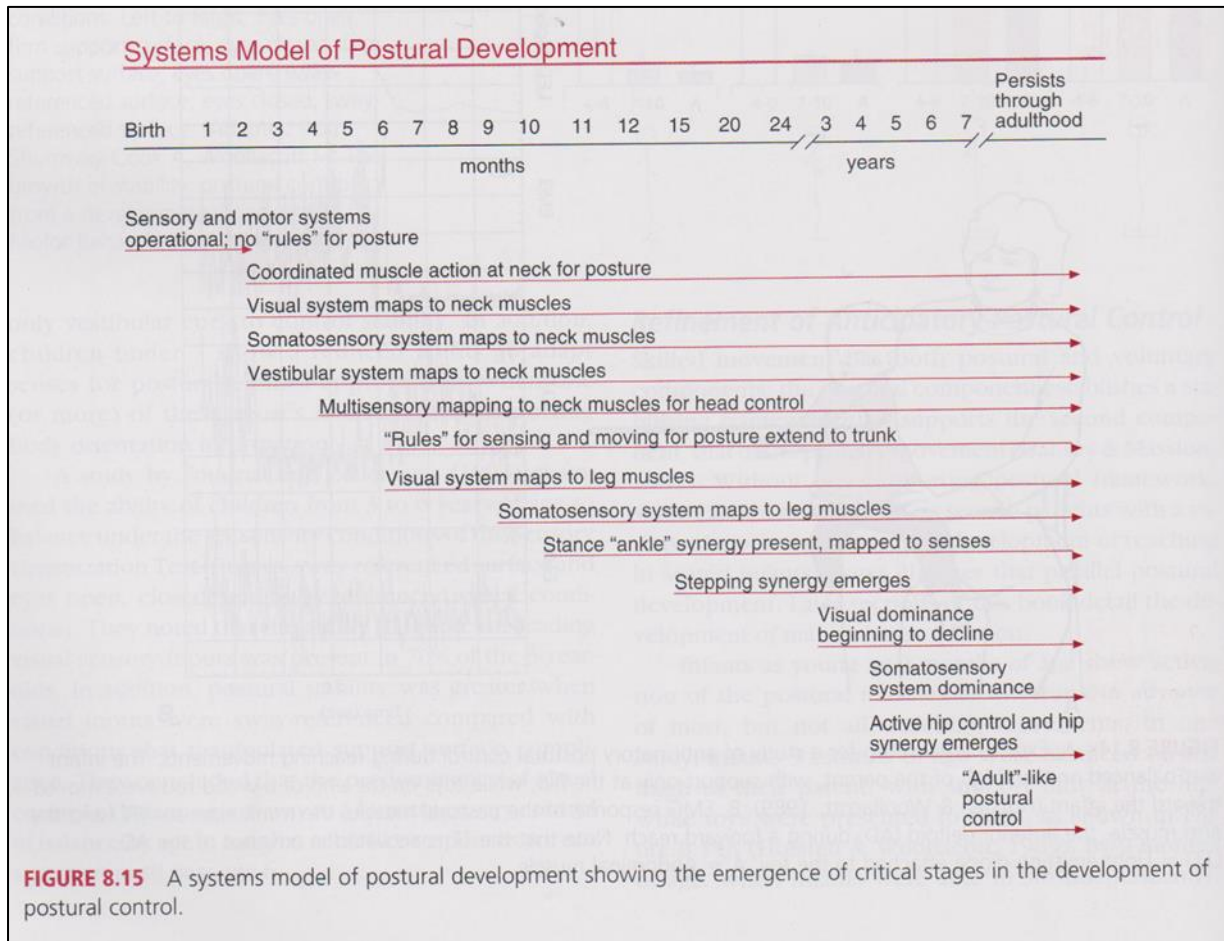 Systems Model of Postural Development
Persists
through
adulthood
Birth 1 2 3 4 5 6 7 8 9 10 11 12 15 20 24 3 4 5 6 7
months years
Sensory and motor systems
operational; no “rules” for posture
Coordinated muscle action at neck for posture
Visual system maps to neck muscles
Somatosensory system maps to neck muscles
Vestibular system maps to neck muscles
Multisensory mapping to neck muscles for head control
“Rules” for sensing and moving for posture extend to trunk
Visual system maps to leg muscles
Somatosensory system maps to leg muscles
Stance “ankle” synergy present, mapped to senses
Stepping synergy emerges
Visual dominance
beginning to decline
Somatosensory
system dominance
Active hip control and hip
synergy emerges
“Adult”-like
postural
control
FIGURE 8.15 A systems model of postural development showing the emergence of critical stages in the development of
postural control.